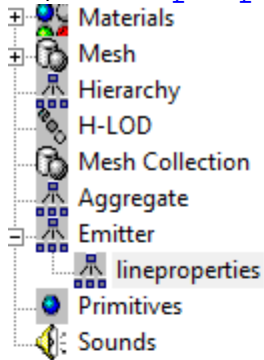 Materials
Mesh
Hierarchy
H-LOD
Mesh Collection
Aggregate
Emitter
lineproperties
Primitives
Sounds